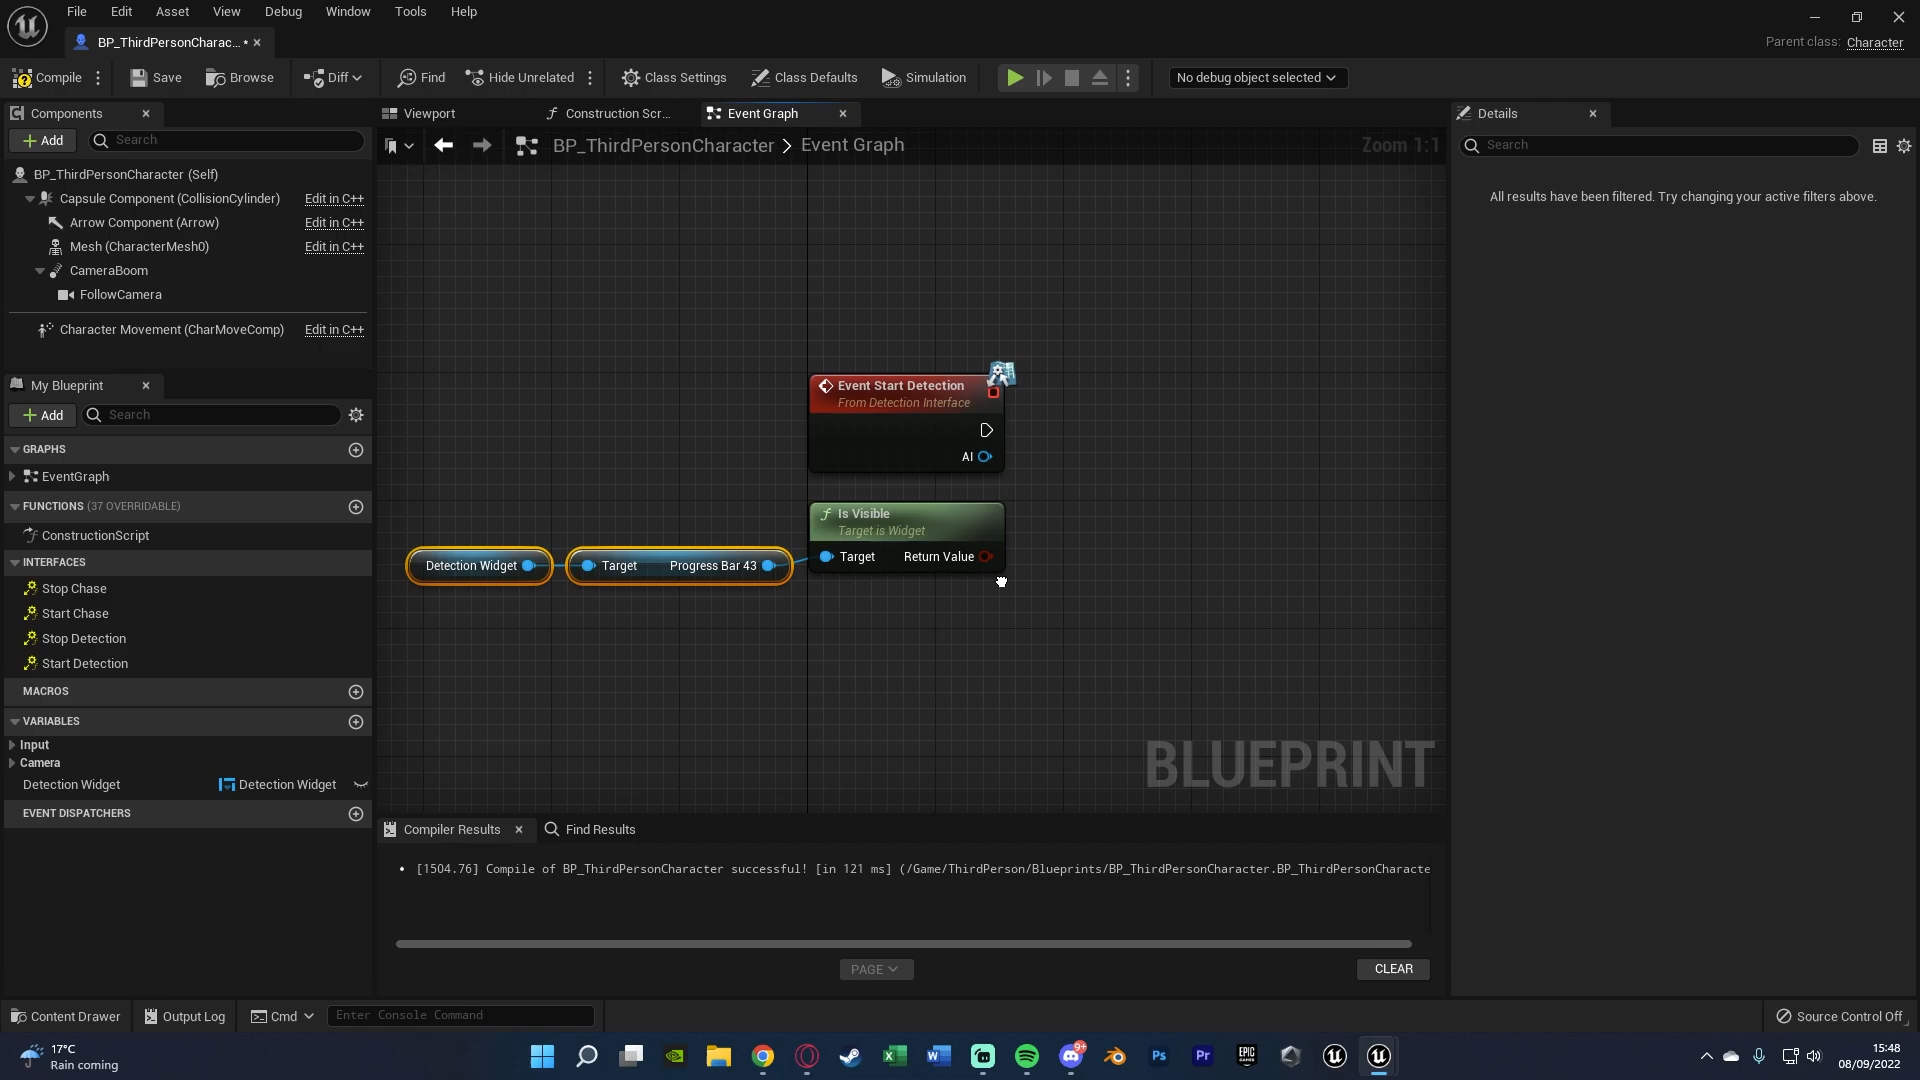 File Edit Asset View Debug Window Tools Help
BP_ThirdPersonCharac... •
Parent class: Character
Compile Save Browse Diff Find Hide Unrelated Class Settings Class Defaults Simulation No debug object selected
Components
Add Search
BP_ThirdPersonCharacter (Self)
Capsule Component (CollisionCylinder) Edit in C++
Arrow Component (Arrow) Edit in C++
Mesh (CharacterMesh0) Edit in C++
CameraBoom
FollowCamera
Character Movement (CharMoveComp) Edit in C++
My Blueprint
Add Search
GRAPHS
EventGraph
FUNCTIONS (37 OVERRIDABLE)
ConstructionScript
INTERFACES
Stop Chase
Start Chase
Stop Detection
Start Detection
MACROS
VARIABLES
Input
Camera
Detection Widget Detection Widget
EVENT DISPATCHERS
Viewport Construction Scr... Event Graph
BP_ThirdPersonCharacter > Event Graph Zoom 1:1
Event Start Detection
From Detection Interface
AI
Is Visible
Target is Widget
Target Return Value
Detection Widget Target Progress Bar 43
BLUEPRINT
Compiler Results Find Results
• [1504.76] Compile of BP_ThirdPersonCharacter successful! [in 121 ms] (/Game/ThirdPerson/Blueprints/BP_ThirdPersonCharacter.BP_ThirdPersonCharacte
PAGE CLEAR
Details
Search
All results have been filtered. Try changing your active filters above.
Content Drawer Output Log Cmd Enter Console Command Source Control Off
17°C
Rain coming
9+
Ps Pr EPIC GAMES
15:48
08/09/2022